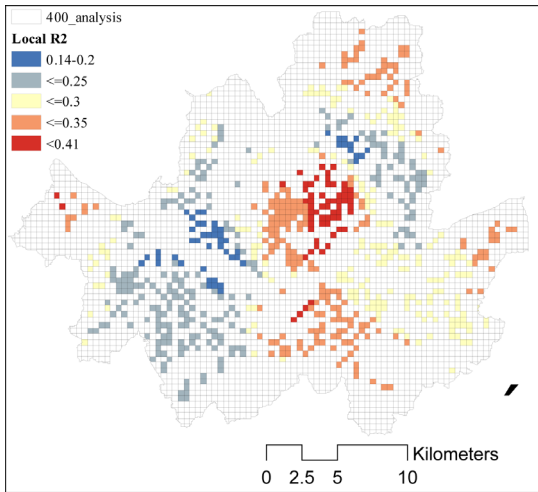 400_analysis
Local R2
0.14-0.2
<=0.25
<=0.3
<=0.35
<0.41
Kilometers
0 2.5 5 10